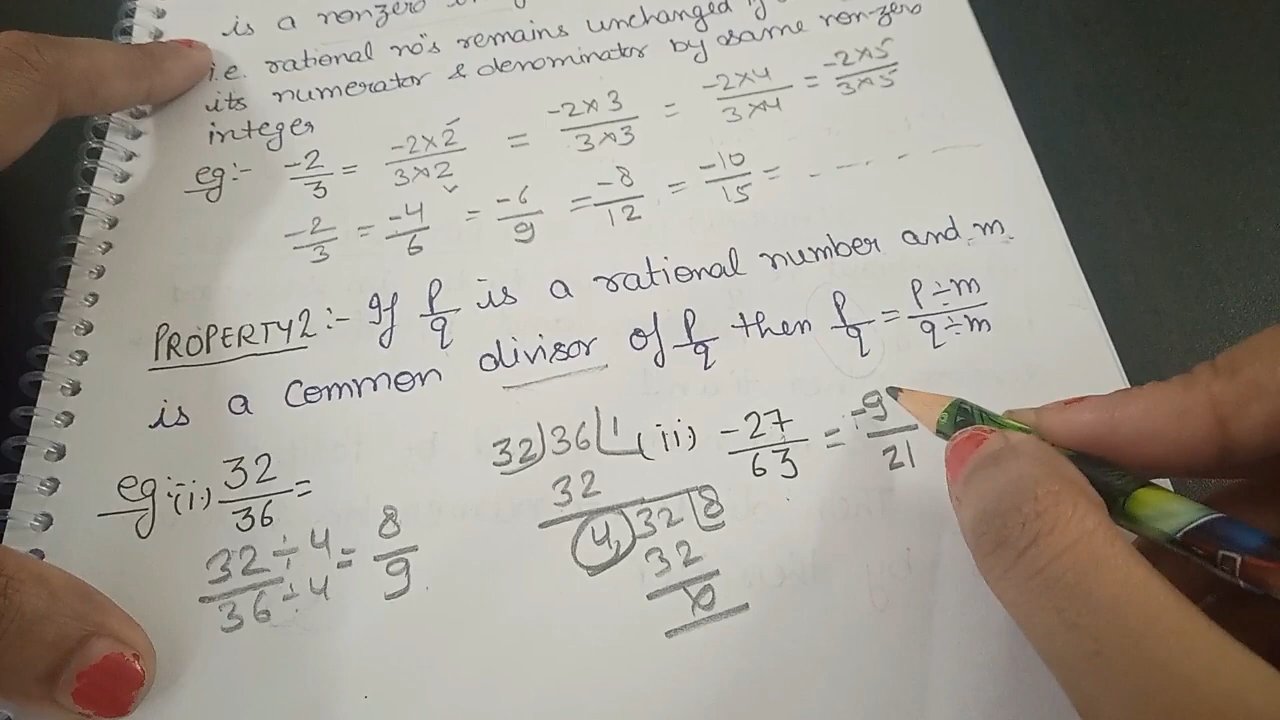 is a nonzero
i.e. rational no's remains unchanged if
its numerator & denominator by same non-zero
integer
eg:- -2/3 = -2×2/3×2 = -2×3/3×3 = -2×4/3×4 = -2×5/3×5
-2/3 = -4/6 = -6/9 = -8/12 = -10/15 = - - - -
PROPERTY2:- If p/q is a rational number and m
is a common divisor of p/q then p/q = p÷m/q÷m
eg:- (i) 32/36 =
32÷4/36÷4 = 8/9
32)36(1
32
4)32(8
32
0
(ii) -27/63 = -9/21